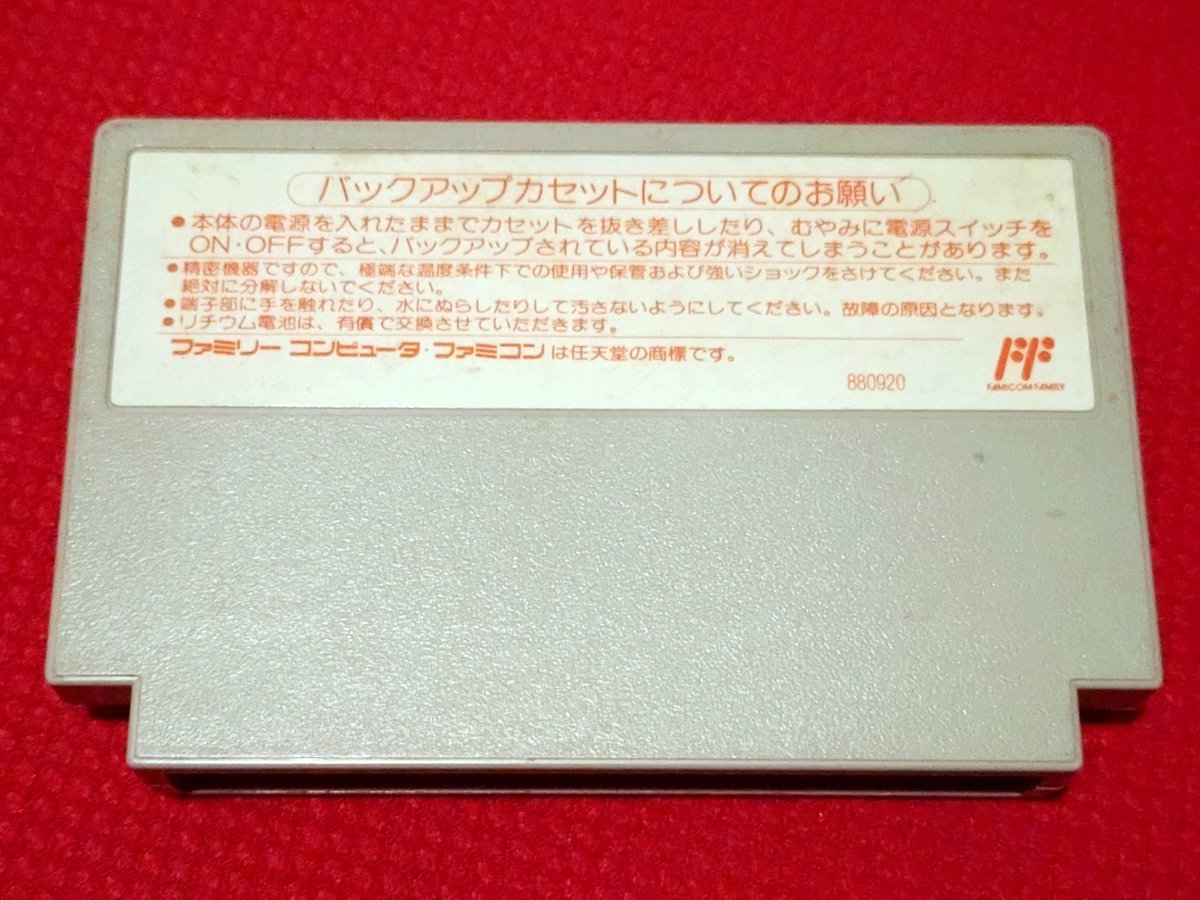 バックアップカセットについてのお願い
●本体の電源を入れたままでカセットを抜き差ししたり、むやみに電源スイッチを
ON・OFFすると、バックアップされている内容が消えてしまうことがあります。
●精密機器ですので、極端な温度条件下での使用や保管および強いショックをさけてください。また
絶対に分解しないでください。
●端子部に手を触れたり、水にぬらしたりして汚さないようにしてください。故障の原因となります。
●リチウム電池は、有償で交換させていただきます。
ファミリー コンピュータ・ファミコンは任天堂の商標です。
880920
FF
FAMICOM FAMILY